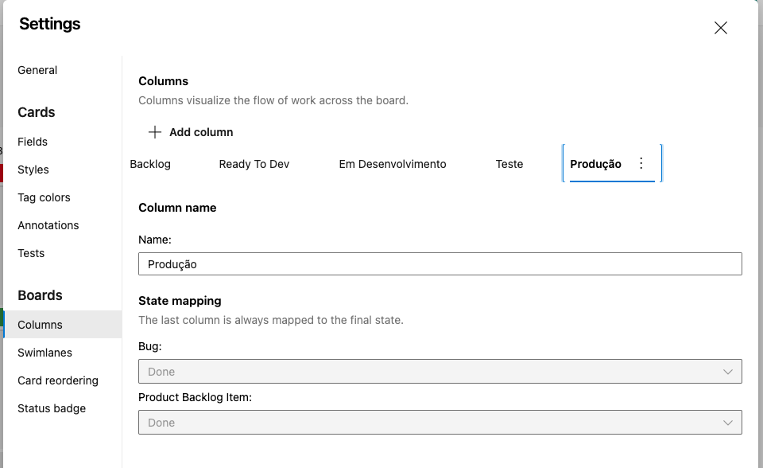 Settings
General
Cards
Fields
Styles
Tag colors
Annotations
Tests
Boards
Columns
Swimlanes
Card reordering
Status badge
Columns
Columns visualize the flow of work across the board.
Add column
Backlog Ready To Dev Em Desenvolvimento Teste Produção
Column name
Name:
Produção
State mapping
The last column is always mapped to the final state.
Bug:
Done
Product Backlog Item:
Done